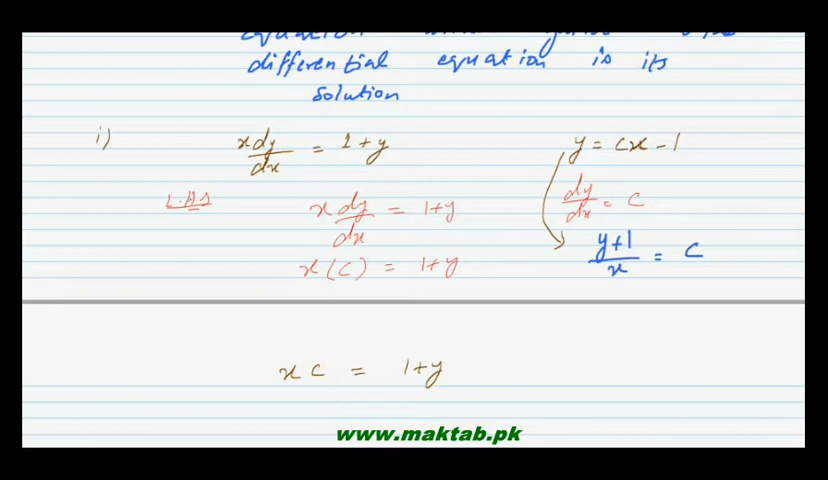 differential equation is its
solution
i) x dy/dx = 1 + y y = cx - 1
L.H.S x dy/dx = 1+y dy/dx = C
x(C) = 1+y y+1/x = C
x C = 1+y
www.maktab.pk